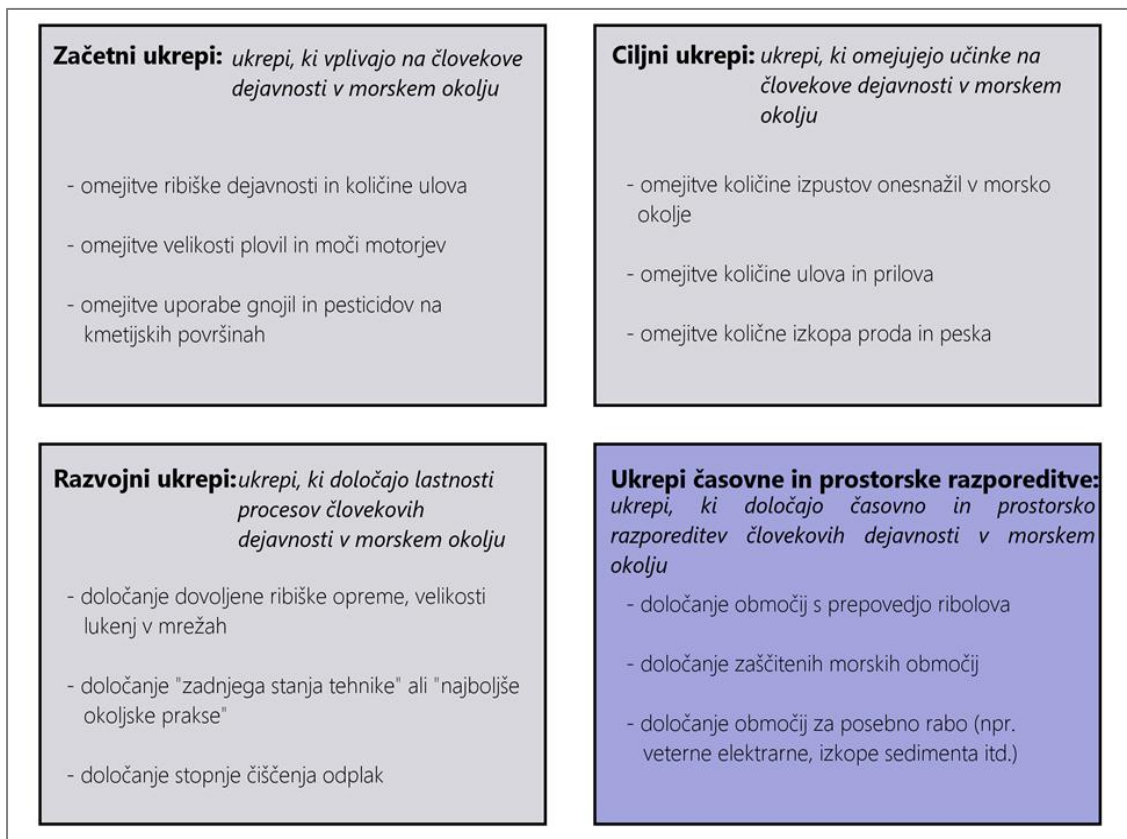 Začetni ukrepi: ukrepi, ki vplivajo na človekove
dejavnosti v morskem okolju
- omejitve ribiške dejavnosti in količine ulova
- omejitve velikosti plovil in moči motorjev
- omejitve uporabe gnojil in pesticidov na
kmetijskih površinah
Ciljni ukrepi: ukrepi, ki omejujejo učinke na
človekove dejavnosti v morskem
okolju
- omejitve količine izpustov onesnažil v morsko
okolje
- omejitve količine ulova in prilova
- omejitve količne izkopa proda in peska
Razvojni ukrepi: ukrepi, ki določajo lastnosti
procesov človekovih
dejavnosti v morskem okolju
- določanje dovoljene ribiške opreme, velikosti
lukenj v mrežah
- določanje "zadnjega stanja tehnike" ali "najboljše
okoljske prakse"
- določanje stopnje čiščenja odplak
Ukrepi časovne in prostorske razporeditve:
ukrepi, ki določajo časovno in prostorsko
razporeditev človekovih dejavnosti v morskem
okolju
- določanje območij s prepovedjo ribolova
- določanje zaščitenih morskih območij
- določanje območij za posebno rabo (npr.
veterne elektrarne, izkope sedimenta itd.)